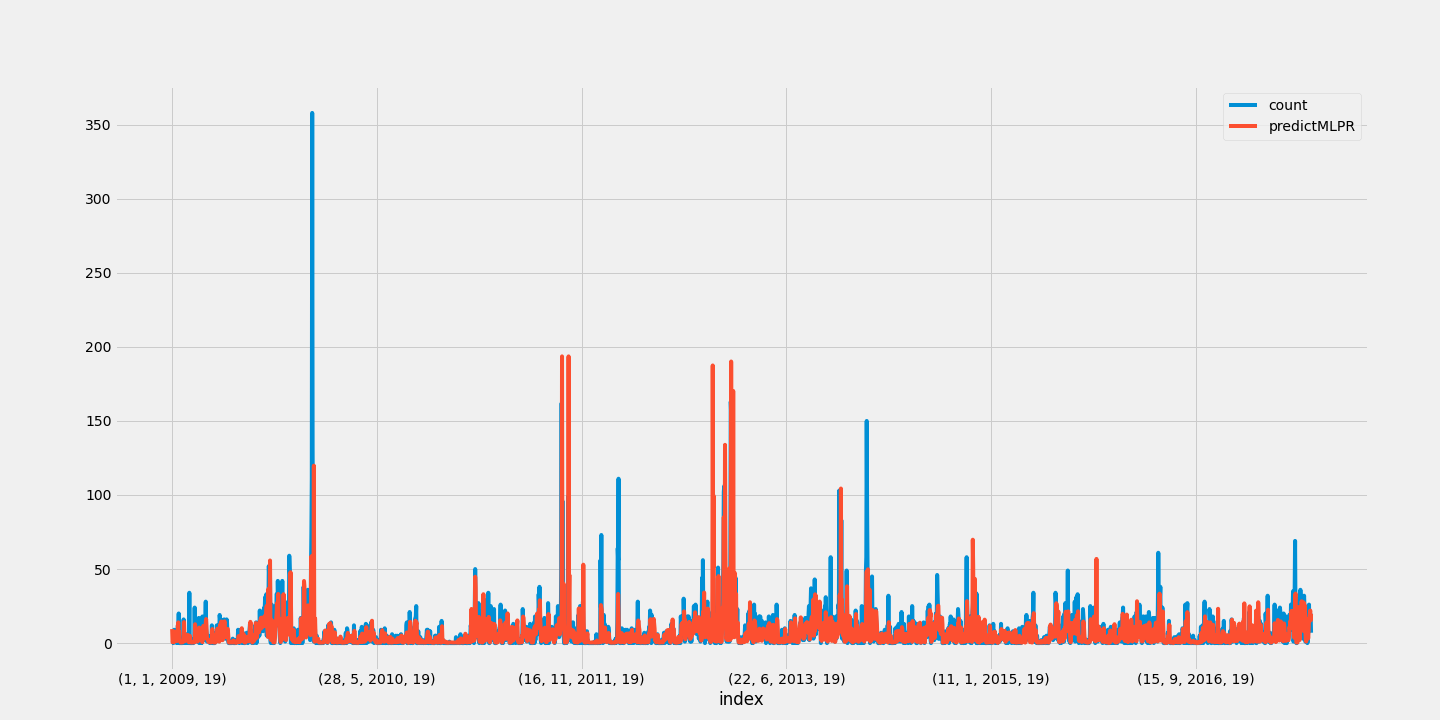 count
predictMLPR
350
300
250
200
150
100
50
0
(1, 1, 2009, 19)
(28, 5, 2010, 19)
(16, 11, 2011, 19)
(22, 6, 2013, 19)
(11, 1, 2015, 19)
(15, 9, 2016, 19)
index